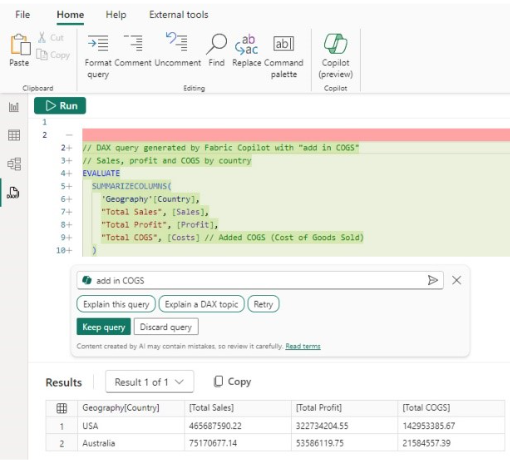 File Home Help External tools
Paste
Cut
Copy
Clipboard
Format query
Comment
Uncomment
Find
Replace
Command palette
Editing
Copilot (preview)
Copilot
Run
1
2 —
2+ // DAX query generated by Fabric Copilot with "add in COGS"
3+ // Sales, profit and COGS by country
4+ EVALUATE
5+ SUMMARIZECOLUMNS(
6+ 'Geography'[Country],
7+ "Total Sales", [Sales],
8+ "Total Profit", [Profit],
9+ "Total COGS", [Costs] // Added COGS (Cost of Goods Sold)
10+ )
add in COGS
Explain this query Explain a DAX topic Retry
Keep query Discard query
Content created by AI may contain mistakes, so review it carefully. Read terms
Results Result 1 of 1 Copy
Geography[Country] [Total Sales] [Total Profit] [Total COGS]
1 USA 465687590.22 322734204.55 142953385.67
2 Australia 75170677.14 53586119.75 21584557.39